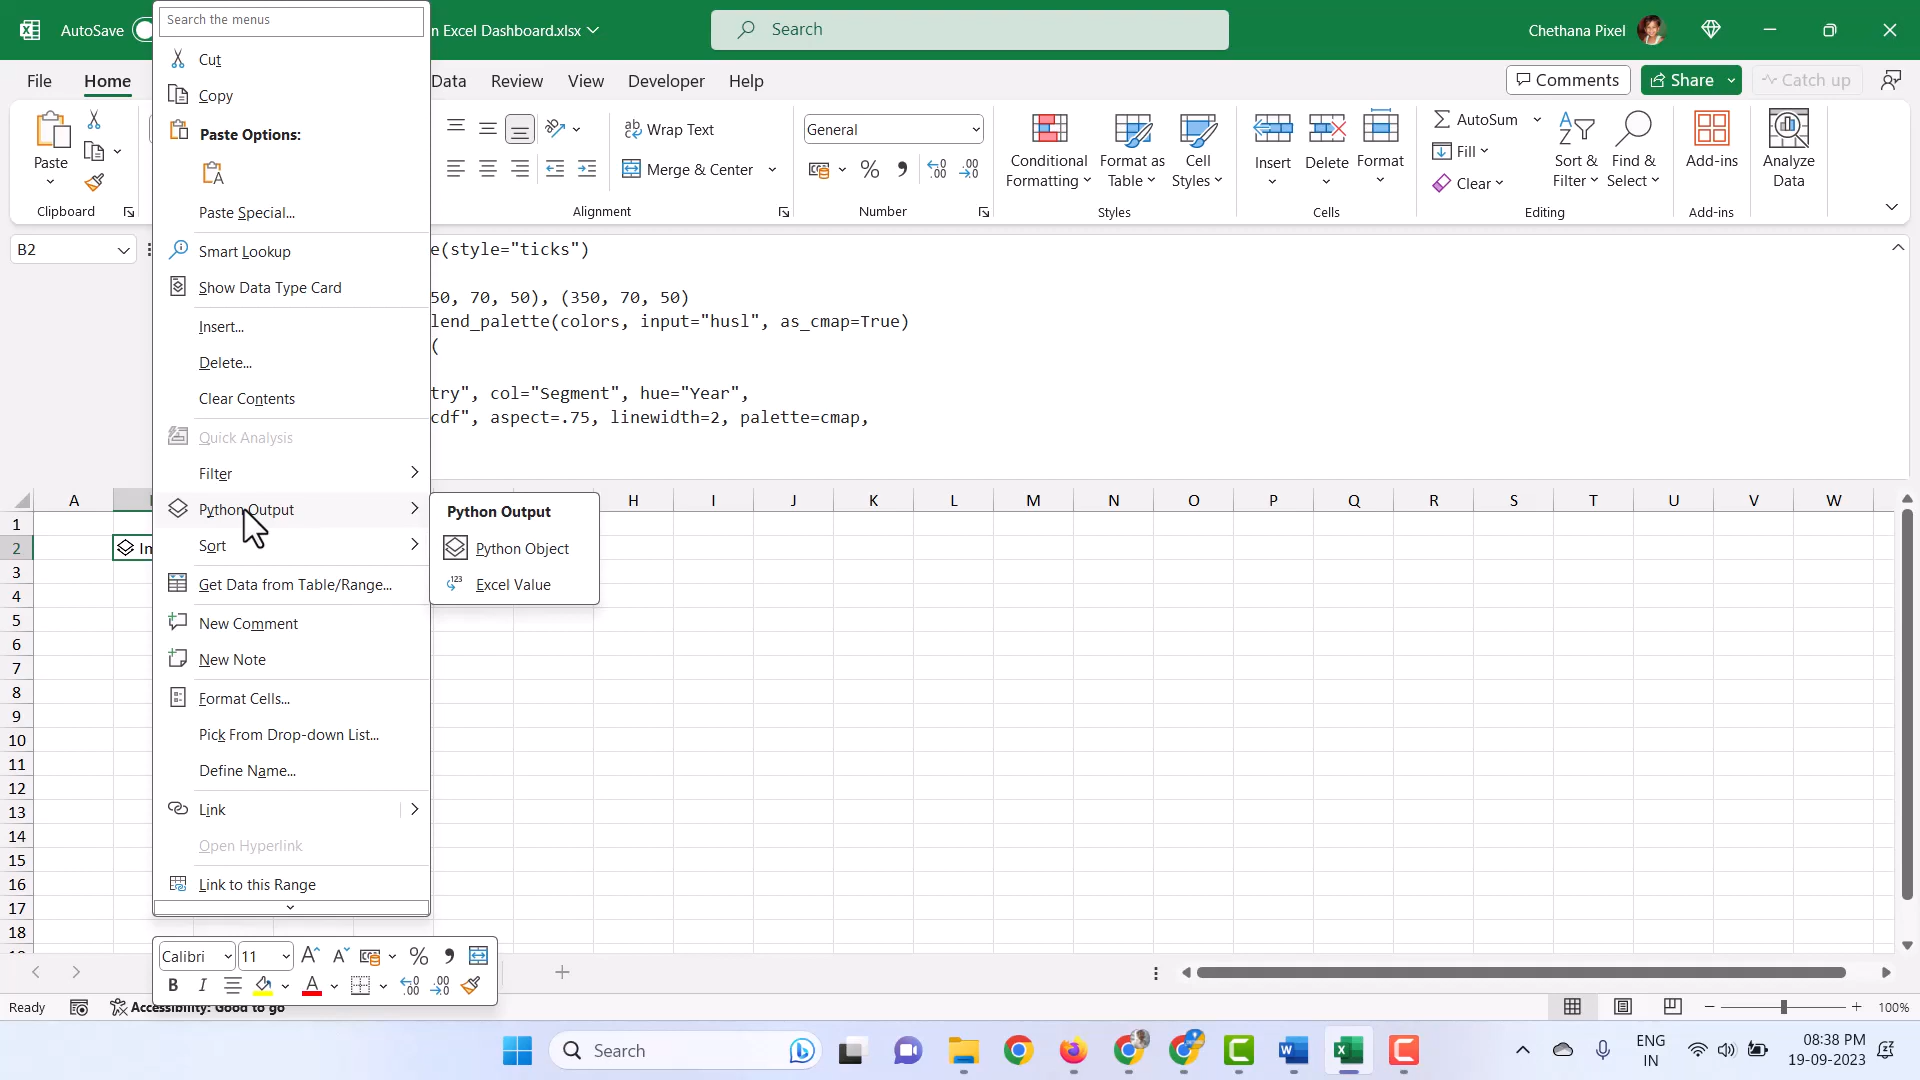 AutoSave
n Excel Dashboard.xlsx
Search
Chethana Pixel
File
Home
Data
Review
View
Developer
Help
Comments
Share
Catch up
Paste
Clipboard
Wrap Text
Merge & Center
Alignment
General
Number
Conditional
Formatting
Format as
Table
Cell
Styles
Styles
Insert
Delete
Format
Cells
AutoSum
Fill
Clear
Sort &
Filter
Find &
Select
Editing
Add-ins
Add-ins
Analyze
Data
B2
e(style="ticks")
50, 70, 50), (350, 70, 50)
lend_palette(colors, input="husl", as_cmap=True)
(
try", col="Segment", hue="Year",
cdf", aspect=.75, linewidth=2, palette=cmap,
Search the menus
Cut
Copy
Paste Options:
Paste Special...
Smart Lookup
Show Data Type Card
Insert...
Delete...
Clear Contents
Quick Analysis
Filter
Python Output
Sort
Get Data from Table/Range...
New Comment
New Note
Format Cells...
Pick From Drop-down List...
Define Name...
Link
Open Hyperlink
Link to this Range
Python Output
Python Object
Excel Value
A H I J K L M N O P Q R S T U V W
1
2 Im
3
4
5
6
7
8
9
10
11
12
13
14
15
16
17
18
Calibri 11
B I
Ready
Accessibility: Good to go
100%
Search
ENG
IN
08:38 PM
19-09-2023